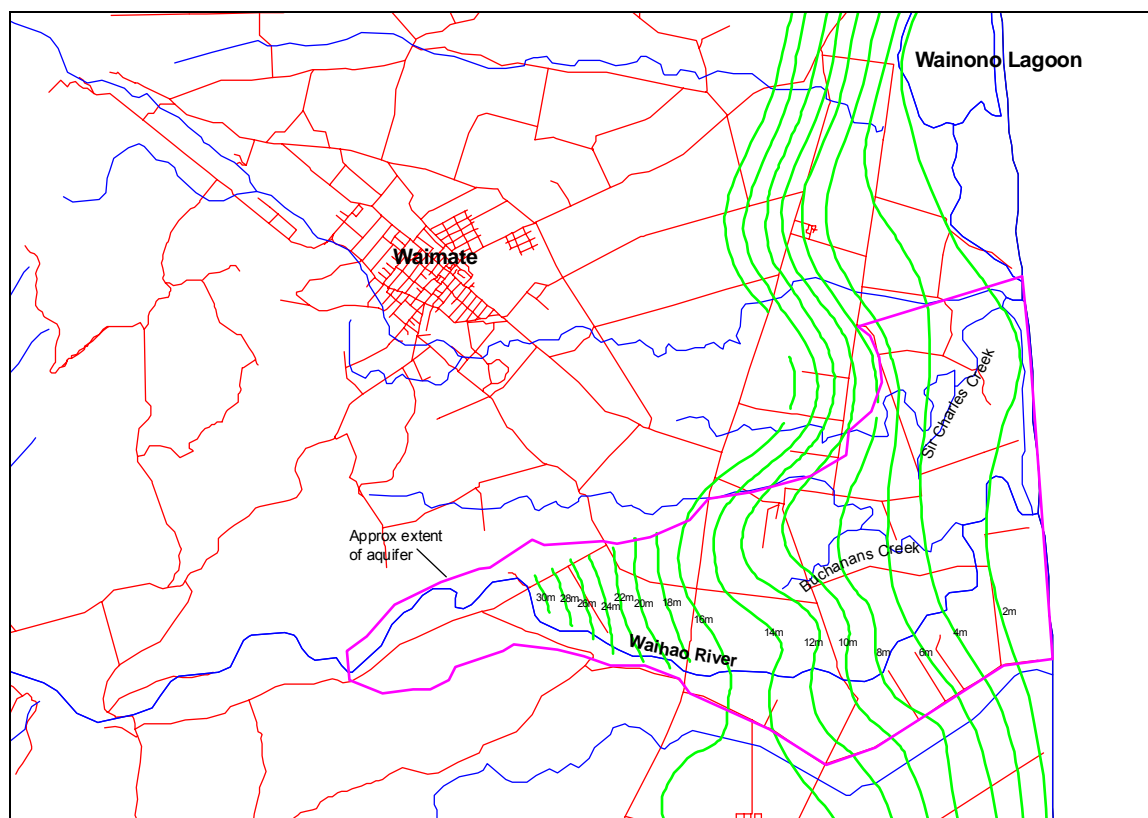 Wainono Lagoon
Waimate
Sir Charles Creek
Approx extent
of aquifer
Buchanans Creek
30m
28m
26m
24m
22m
20m
18m
16m
14m
12m
10m
8m
6m
4m
2m
Waihao River